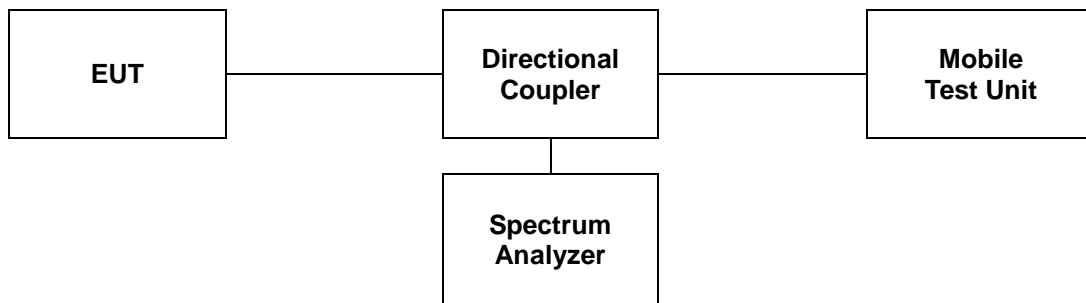 EUT
Directional
Coupler
Mobile
Test Unit
Spectrum
Analyzer